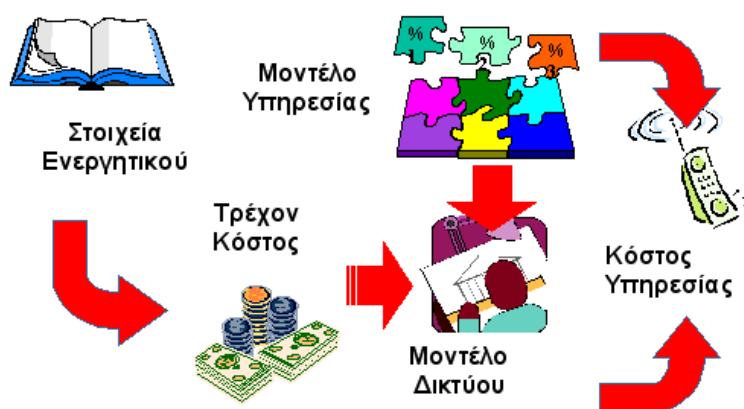 % % %
Μοντέλο
Υπηρεσίας
Στοιχεία
Ενεργητικού
Τρέχον
Κόστος
Κόστος
Υπηρεσίας
Μοντέλο
Δικτύου